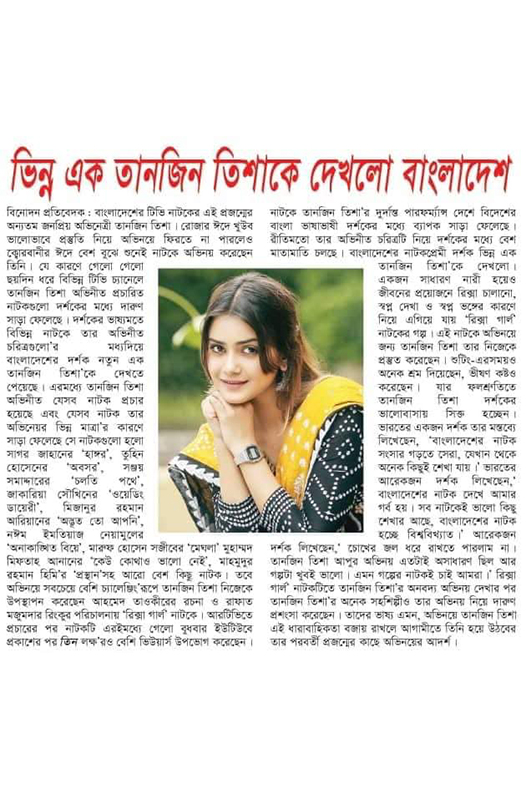 ভিন্ন এক তানজিন তিশাকে দেখলো বাংলাদেশ
বিনোদন প্রতিবেদক : বাংলাদেশের টিভি নাটকের এই প্রজন্মের
অন্যতম জনপ্রিয় অভিনেত্রী তানজিন তিশা। রোজার ঈদে খুউব
ভালোভাবে প্রস্তুতি নিয়ে অভিনয়ে ফিরতে না পারলেও
ক্বোরবানীর ঈদে বেশ বুঝে শুনেই নাটকে অভিনয় করেছেন
তিনি। যে কারণে গেলো গেলো
ছয়দিন ধরে বিভিন্ন টিভি চ্যানেলে
তানজিন তিশা অভিনীত প্রচারিত
নাটকগুলো দর্শকের মধ্যে দারুণ
সাড়া ফেলেছে। দর্শকের ভাষ্যমতে
বিভিন্ন নাটকে তার অভিনীত
চরিত্রগুলো'র মধ্যদিয়ে
বাংলাদেশের দর্শক নতুন এক
তানজিন তিশা'কে দেখতে
পেয়েছে। এরমধ্যে তানজিন তিশা
অভিনীত যেসব নাটক প্রচার
হয়েছে এবং যেসব নাটক তার
অভিনেয়র ভিন্ন মাত্রা'র কারণে
সাড়া ফেলেছে সে নাটকগুলো হলো
সাগর জাহানের 'হাঙ্গর', তুহিন
হোসেনের 'অবসর', সঞ্জয়
সমাদ্দারের 'চলতি পথে',
জাকারিয়া সৌখিনের 'ওয়েডিং
ডায়েরী', মিজানুর রহমান
আরিয়ানের 'অদ্ভুত তো আপনি',
নঈম ইমতিয়াজ নেয়ামুলের
'অনাকাঙ্খিত বিয়ে', মারুফ হোসেন সজীবের 'মেঘলা' মুহাম্মদ
মিফতাহ আনানের 'কেউ কোথাও ভালো নেই', মাহমুদুর
রহমান হিমি'র 'প্রস্থান'সহ আরো বেশ কিছু নাটক। তবে
অভিনয়ে সবচেয়ে বেশি চ্যালেঞ্জিং'রূপে তানজিন তিশা নিজেকে
উপস্থাপন করেছেন আহমেদ তাওকীরের রচনা ও রাফাত
মজুমদার রিংকুর পরিচালনায় 'রিক্সা গার্ল' নাটকে। আরটিভিতে
প্রচারের পর নাটকটি এরইমধ্যে গেলো বুধবার ইউটিউবে
প্রকাশের পর তিন লক্ষ'রও বেশি ভিউয়ার্স উপভোগ করেছেন।
নাটকে তানজিন তিশা'র দুর্দান্ত পারফর্ম্যান্স দেশে বিদেশের
বাংলা ভাষাভাষী দর্শকের মধ্যে ব্যাপক সাড়া ফেলেছে।
রীতিমতো তার অভিনীত চরিত্রটি নিয়ে দর্শকের মধ্যে বেশ
মাতামাতি চলছে। বাংলাদেশের নাটকপ্রেমী দর্শক ভিন্ন এক
তানজিন তিশা'কে দেখলো।
একজন সাধারণ নারী হয়েও
জীবনের প্রয়োজনে রিক্সা চালানো,
স্বপ্ন দেখা ও স্বপ্ন ভঙ্গের কারণে
নিয়ে এগিয়ে যায় 'রিক্সা গার্ল'
নাটকের গল্প। এই নাটকে অভিনয়ে
জন্য তানজিন তিশা তার নিজেকে
প্রস্তুত করেছেন। শুটিং-এরসময়ও
অনেক শ্রম দিয়েছেন, ভীষণ কষ্টও
করেছেন। যার ফলশ্রুতিতে
তানজিন তিশা দর্শকের
ভালোবাসায় সিক্ত হচ্ছেন।
ভারতের একজন দর্শক তার মন্তব্যে
লিখেছেন, 'বাংলাদেশের নাটক
সংসার গড়তে সেরা, যেখান থেকে
অনেক কিছুই শেখা যায়।' ভারতের
আরেকজন দর্শক লিখেছেন,'
বাংলাদেশের নাটক দেখে আমার
গর্ব হয়। সব নাটকেই ভালো কিছু
শেখার আছে, বাংলাদেশের নাটক
হচ্ছে বিশ্ববিখ্যাত।' আরেকজন
দর্শক লিখেছেন,' চোখের জল ধরে রাখতে পারলাম না।
তানজিন তিশা আপুর অভিনয় এতটাই অসাধারণ ছিল আর
গল্পটা খুবই ভালো। এমন গল্পের নাটকই চাই আমরা।' রিক্সা
গার্ল' নাটকটিতে তানজিন তিশা'র অনবদ্য অভিনয় দেখার পর
তানজিন তিশা'র অনেক সহশিল্পীও তার অভিনয় নিয়ে দারুণ
প্রশংসা করেছেন। তাদের ভাষ্য এমন, অভিনয়ে তানজিন তিশা
এই ধারাবাহিকতা বজায় রাখলে আগামীতে তিনি হয়ে উঠবের
তার পরবর্তী প্রজন্মের কাছে অভিনয়ের আদর্শ।